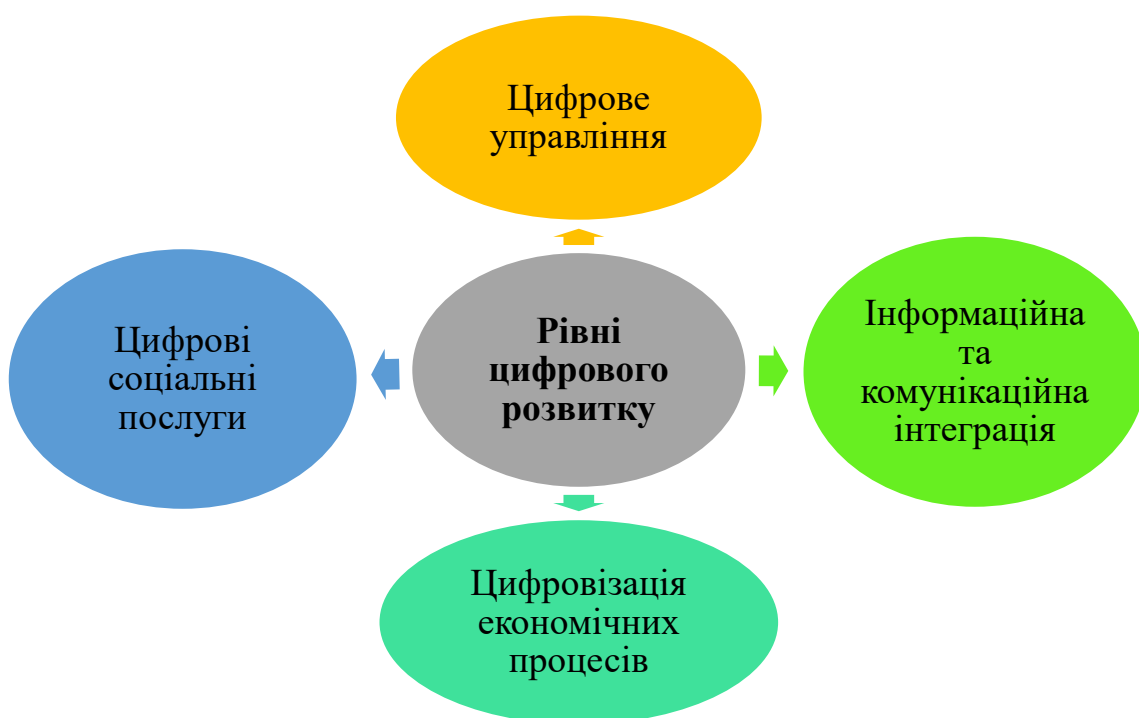 Цифрове
управління
Цифрові
соціальні
послуги
Рівні
цифрового
розвитку
Інформаційна
та
комунікаційна
інтеграція
Цифровізація
економічних
процесів